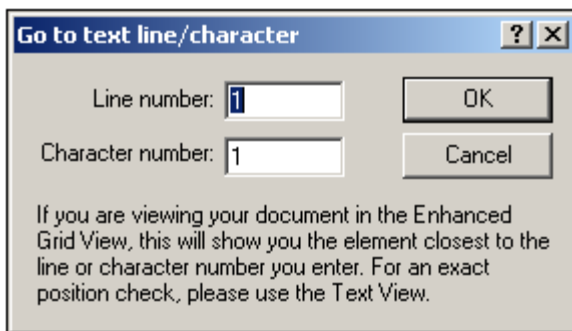 Go to text line/character
Line number: 1
OK
Character number: 1
Cancel
If you are viewing your document in the Enhanced
Grid View, this will show you the element closest to the
line or character number you enter. For an exact
position check, please use the Text View.